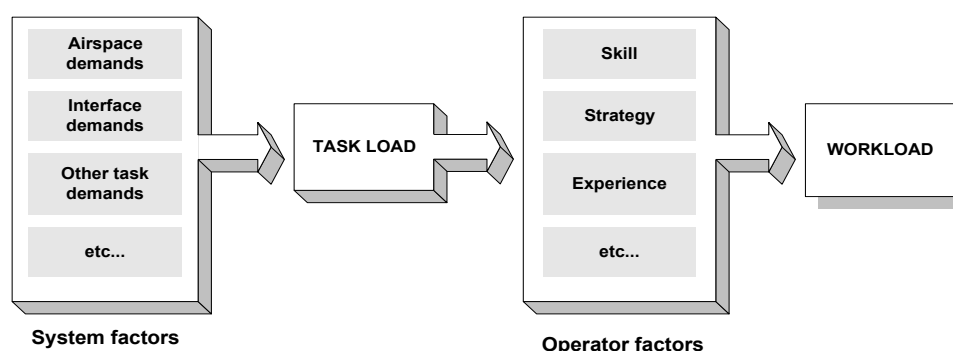 Airspace
demands
Interface
demands
Other task
demands
etc...
System factors
TASK LOAD
Skill
Strategy
Experience
etc...
Operator factors
WORKLOAD